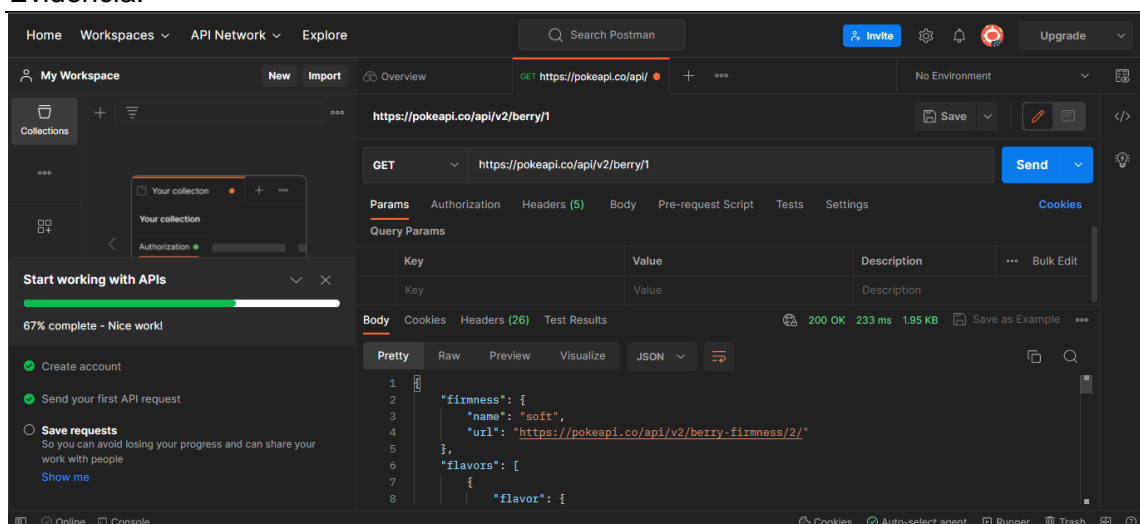 Evidencia:
Home Workspaces API Network Explore Search Postman Invite Upgrade
My Workspace New Import Overview GET https://pokeapi.co/api/ No Environment
Collections
https://pokeapi.co/api/v2/berry/1 Save
GET https://pokeapi.co/api/v2/berry/1 Send
Your collecton
Your collection
Authorization
Params Authorization Headers (5) Body Pre-request Script Tests Settings Cookies
Query Params
Key Value Description Bulk Edit
Key Value Description
Start working with APIs
67% complete - Nice work!
Create account
Send your first API request
Save requests
So you can avoid losing your progress and can share your
work with people
Show me
Body Cookies Headers (26) Test Results 200 OK 233 ms 1.95 KB Save as Example
Pretty Raw Preview Visualize JSON
1 {
2 "firmness": {
3 "name": "soft",
4 "url": "https://pokeapi.co/api/v2/berry-firmness/2/"
5 },
6 "flavors": [
7 {
8 "flavor": {
Online Console Cookies Auto-select agent Runner Trash